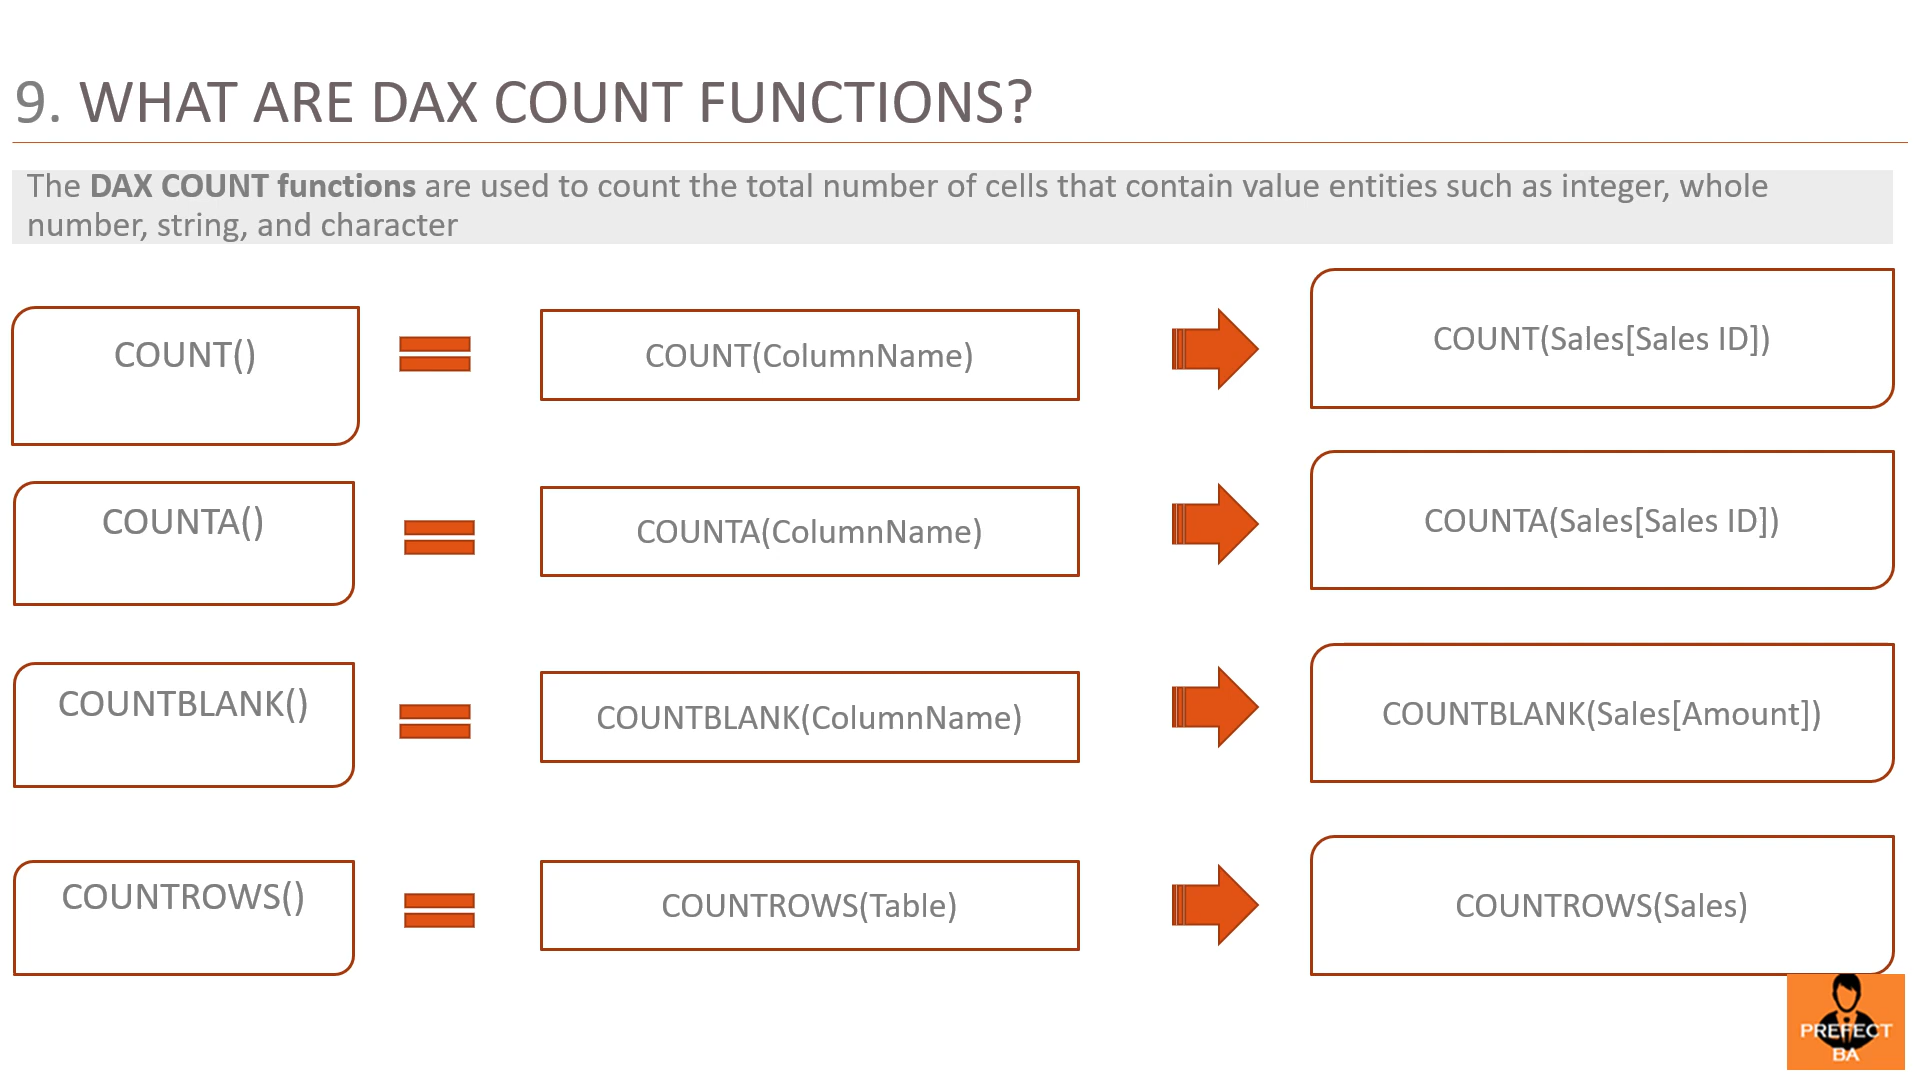 9. WHAT ARE DAX COUNT FUNCTIONS?
The DAX COUNT functions are used to count the total number of cells that contain value entities such as integer, whole
number, string, and character
COUNT()
COUNT(ColumnName)
COUNT(Sales[Sales ID])
COUNTA()
COUNTA(ColumnName)
COUNTA(Sales[Sales ID])
COUNTBLANK()
COUNTBLANK(ColumnName)
COUNTBLANK(Sales[Amount])
COUNTROWS()
COUNTROWS(Table)
COUNTROWS(Sales)
PREFECT
BA